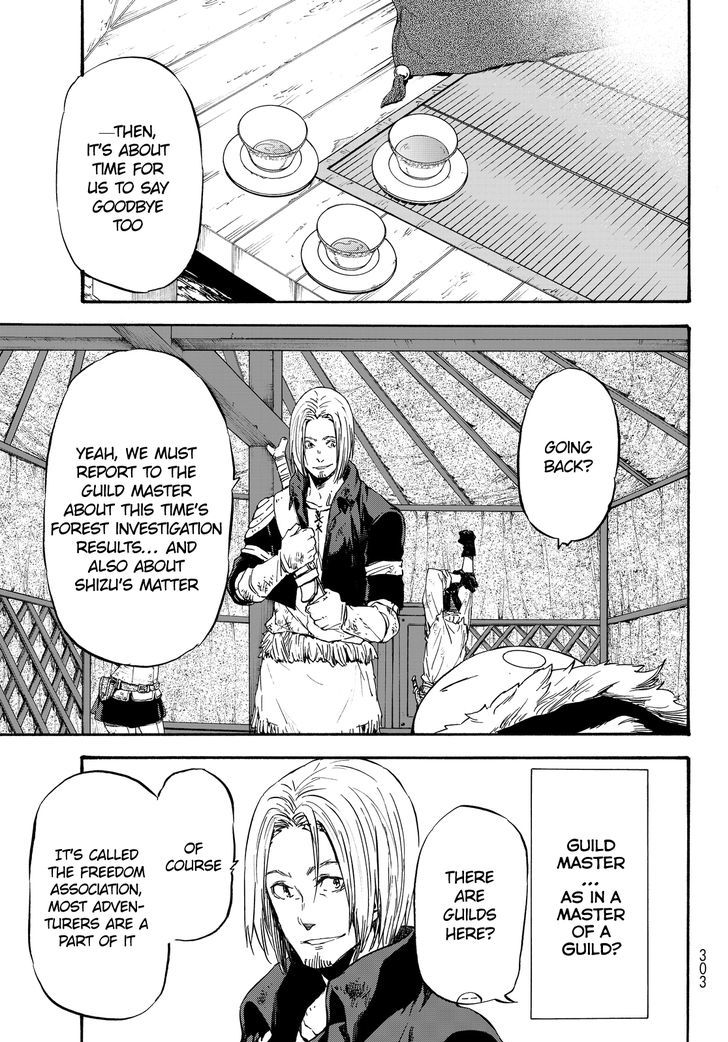 —THEN,
IT'S ABOUT
TIME FOR
US TO SAY
GOODBYE
TOO
GOING
BACK?
YEAH, WE MUST
REPORT TO THE
GUILD MASTER
ABOUT THIS TIME'S
FOREST INVESTIGATION
RESULTS... AND
ALSO ABOUT
SHIZU'S MATTER
GUILD
MASTER
...
AS IN A
MASTER
OF A
GUILD?
THERE
ARE
GUILDS
HERE?
OF
COURSE
IT'S CALLED
THE FREEDOM
ASSOCIATION,
MOST ADVEN-
TURERS ARE A
PART OF IT
303